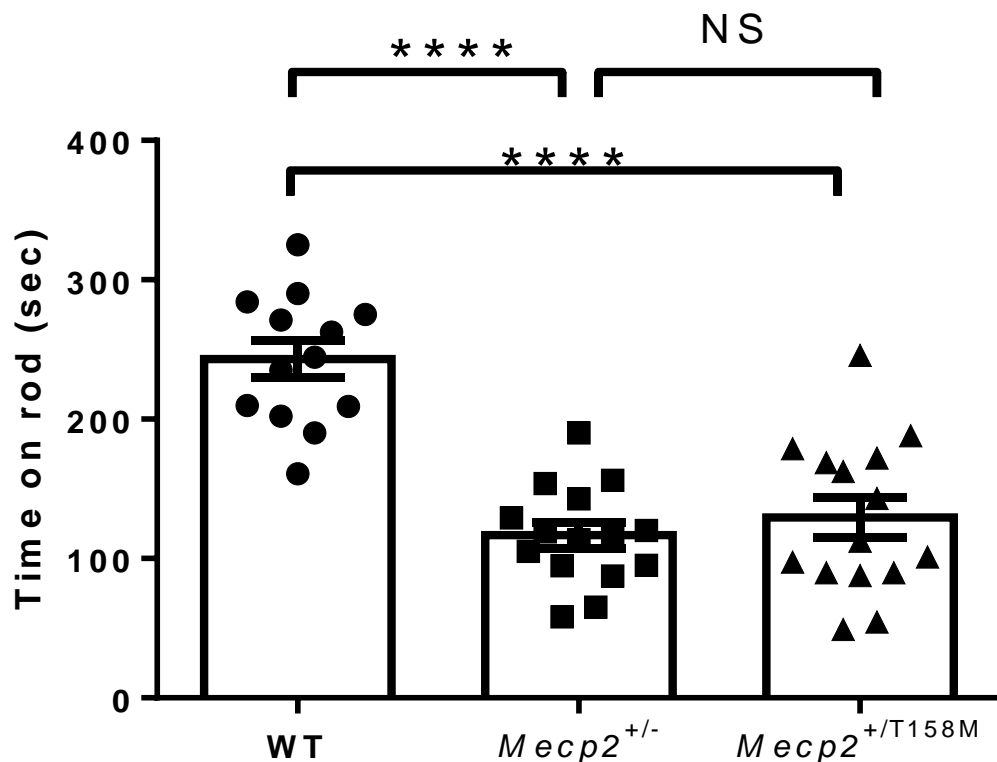 NS
****
****
400
300
200
100
0
Time on rod (sec)
WT
Mecp2+/-
Mecp2+/T158M